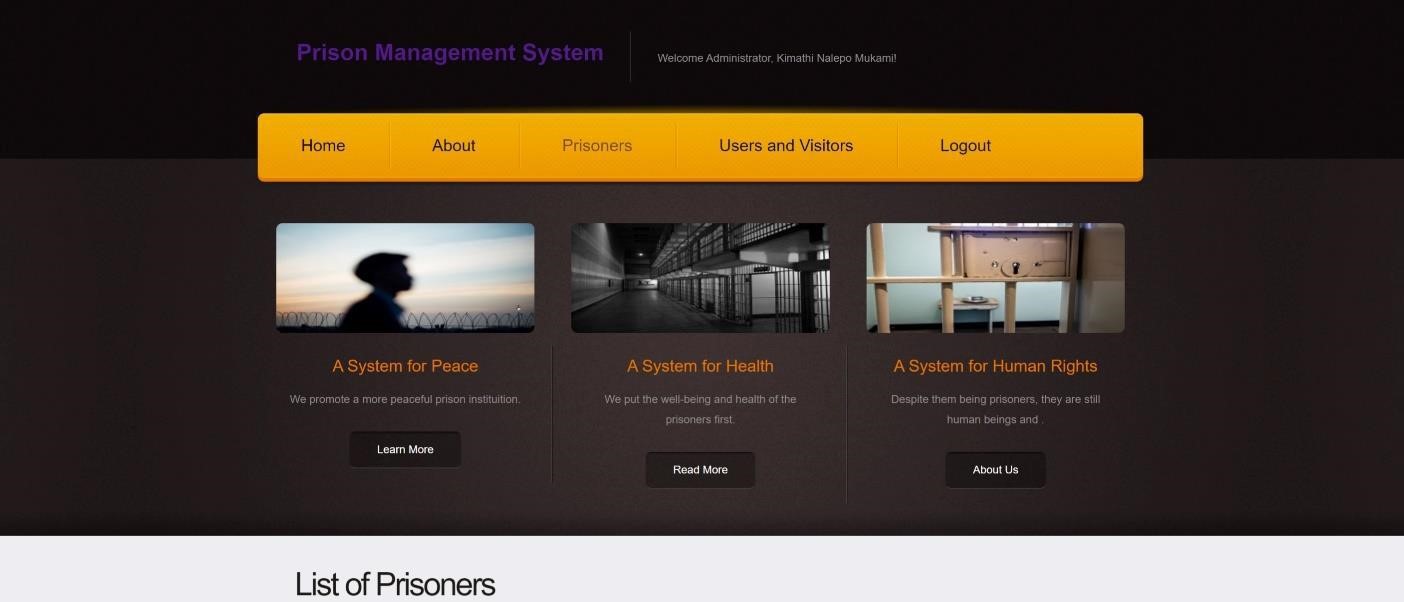 Prison Management System
Welcome Administrator, Kimathi Nalepo Mukami!
Home About Prisoners Users and Visitors Logout
A System for Peace
We promote a more peaceful prison instituition.
Learn More
A System for Health
We put the well-being and health of the
prisoners first.
Read More
A System for Human Rights
Despite them being prisoners, they are still
human beings and .
About Us
List of Prisoners